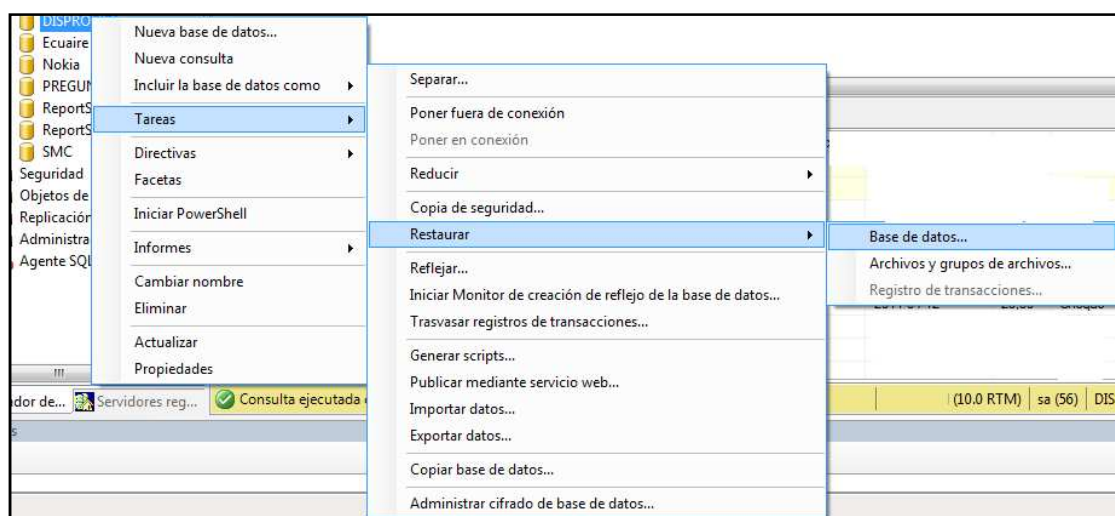 DISPRO
Ecuaire
Nokia
PREGUN
ReportS
ReportS
SMC
Seguridad
Objetos de
Replicación
Administra
Agente SQL
Nueva base de datos...
Nueva consulta
Incluir la base de datos como
Tareas
Directivas
Facetas
Iniciar PowerShell
Informes
Cambiar nombre
Eliminar
Actualizar
Propiedades
Separar...
Poner fuera de conexión
Poner en conexión
Reducir
Copia de seguridad...
Restaurar
Reflejar...
Iniciar Monitor de creación de reflejo de la base de datos...
Trasvasar registros de transacciones...
Generar scripts...
Publicar mediante servicio web...
Importar datos...
Exportar datos...
Copiar base de datos...
Administrar cifrado de base de datos...
Base de datos...
Archivos y grupos de archivos...
Registro de transacciones...
dor de... Servidores reg... Consulta ejecutada (10.0 RTM) sa (56) DIS
s